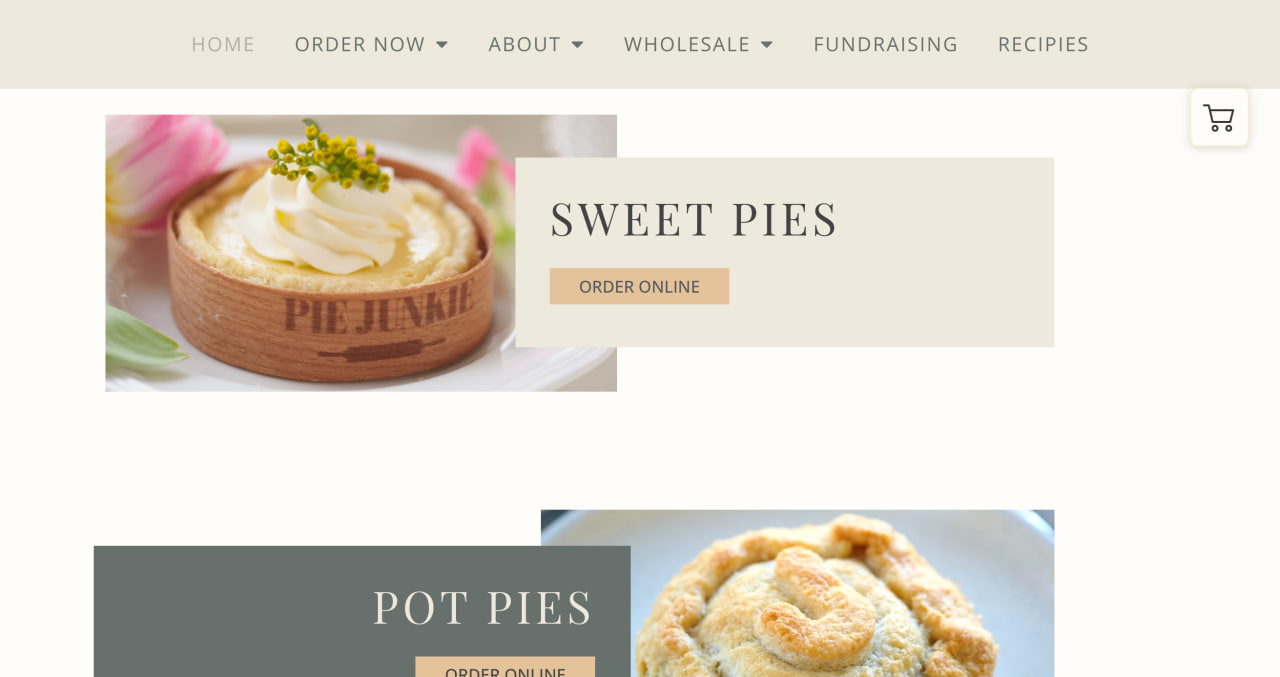 HOME ORDER NOW ABOUT WHOLESALE FUNDRAISING RECIPIES
PIE JUNKIE
SWEET PIES
ORDER ONLINE
POT PIES
ORDER ONLINE